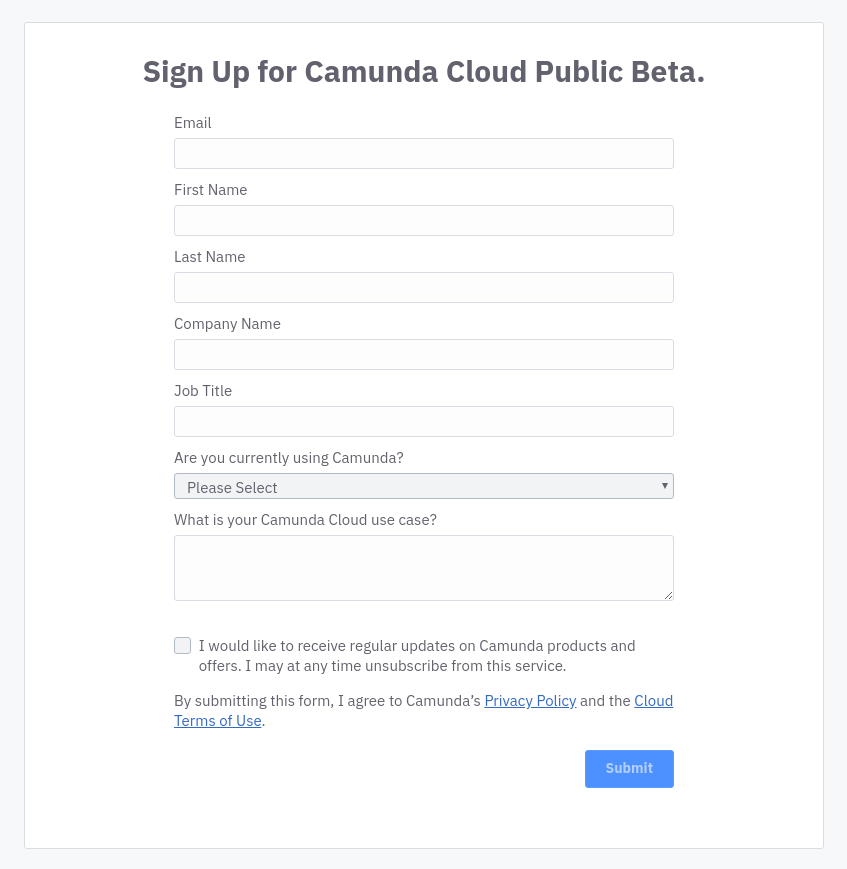 Sign Up for Camunda Cloud Public Beta.
Email
First Name
Last Name
Company Name
Job Title
Are you currently using Camunda?
Please Select
What is your Camunda Cloud use case?
I would like to receive regular updates on Camunda products and
offers. I may at any time unsubscribe from this service.
By submitting this form, I agree to Camunda’s Privacy Policy and the Cloud
Terms of Use.
Submit